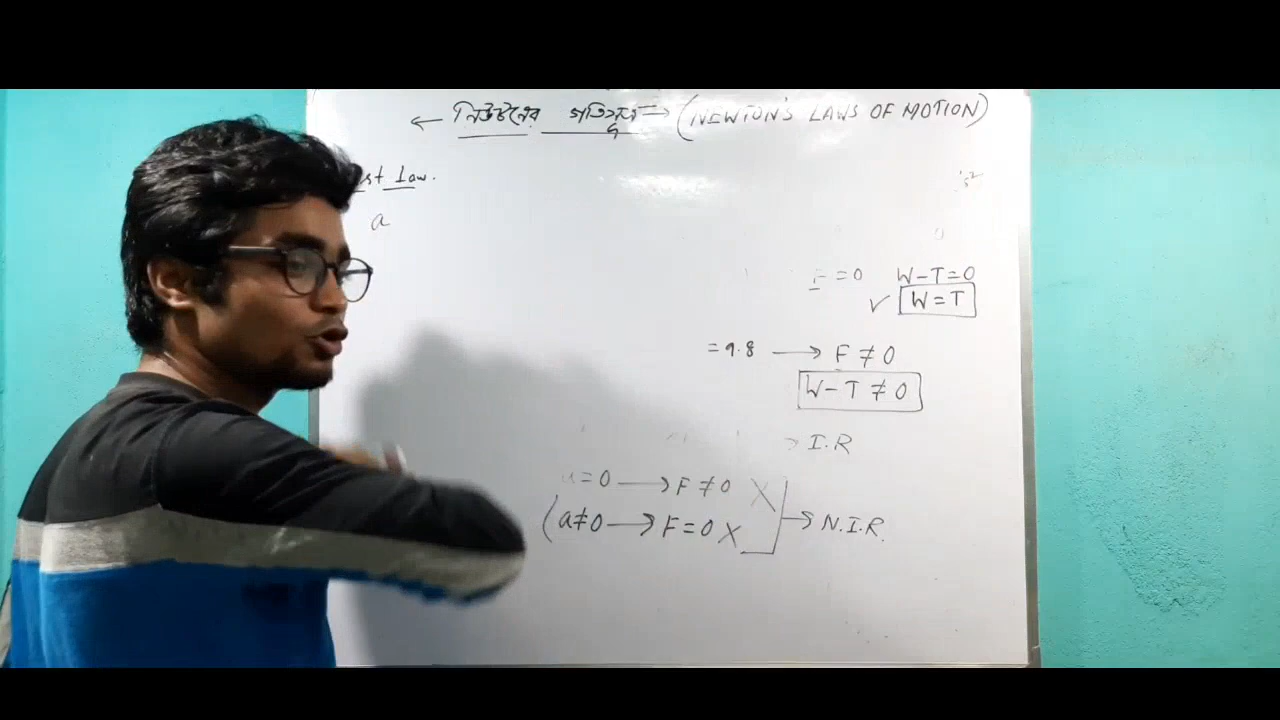 ← নিউটনের গতিসূত্র → (NEWTON'S LAWS OF MOTION)
st Law.
a
F = 0 W-T=0
✓ W = T
= 9.8 → F ≠ 0
W - T ≠ 0
→ I.R
a = 0 → F ≠ 0 X
(a≠0 → F = 0 X → N.I.R.